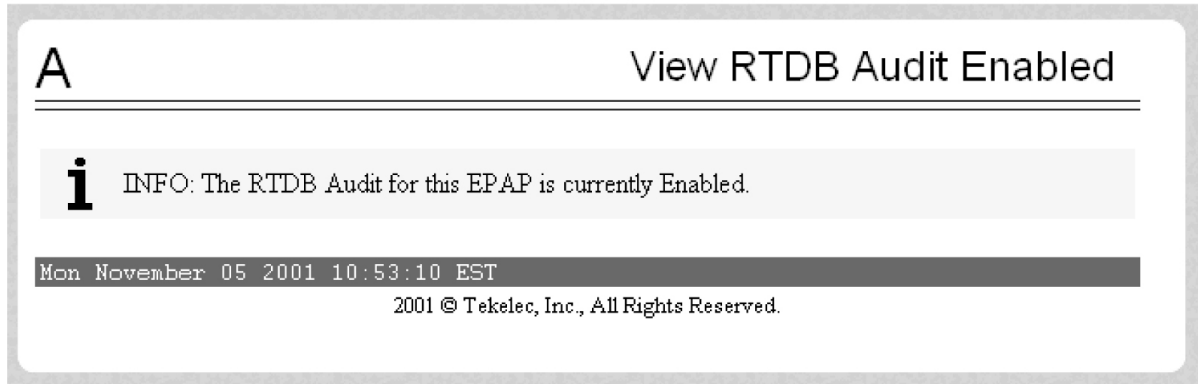 A
View RTDB Audit Enabled
i
INFO: The RTDB Audit for this EPAP is currently Enabled.
Mon November 05 2001 10:53:10 EST
2001 © Tekelec, Inc., All Rights Reserved.